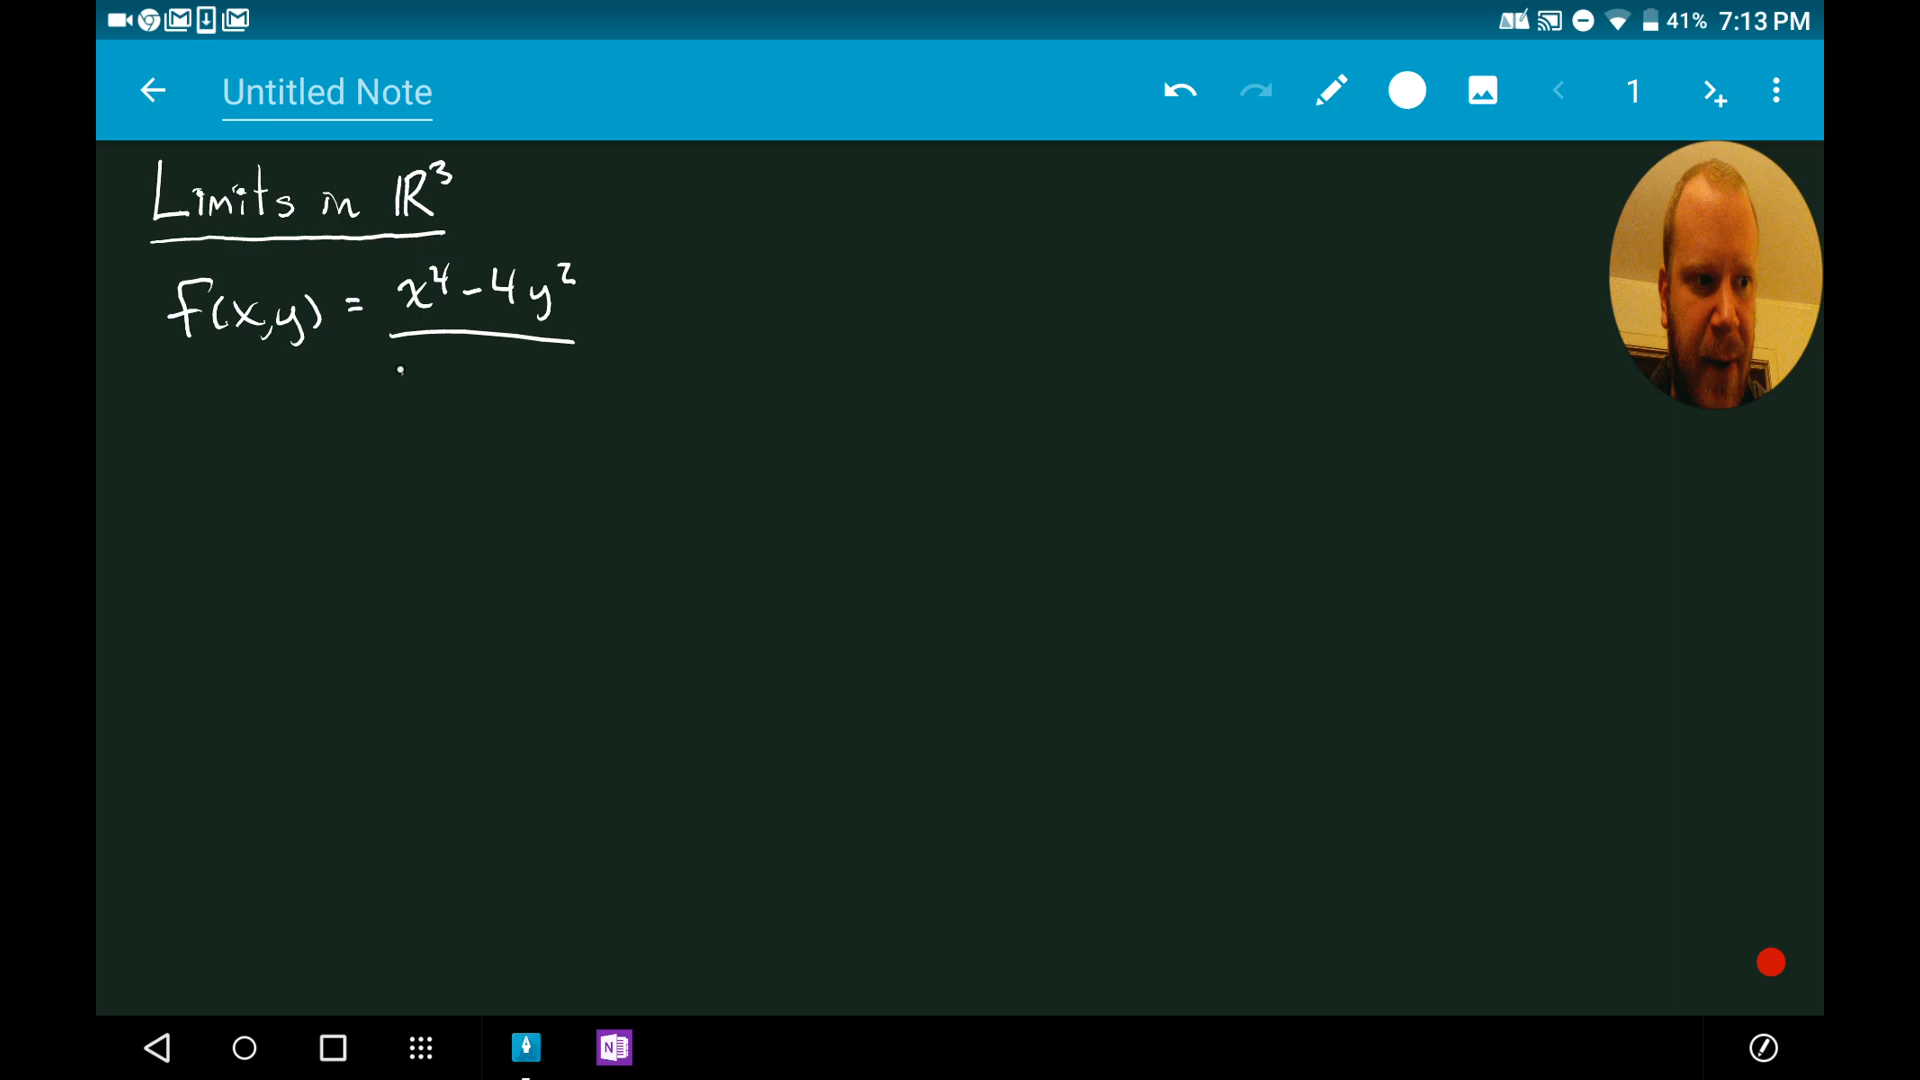 41% 7:13 PM
Untitled Note 1
Limits in ℝ³
f(x,y) = x⁴-4y²
N